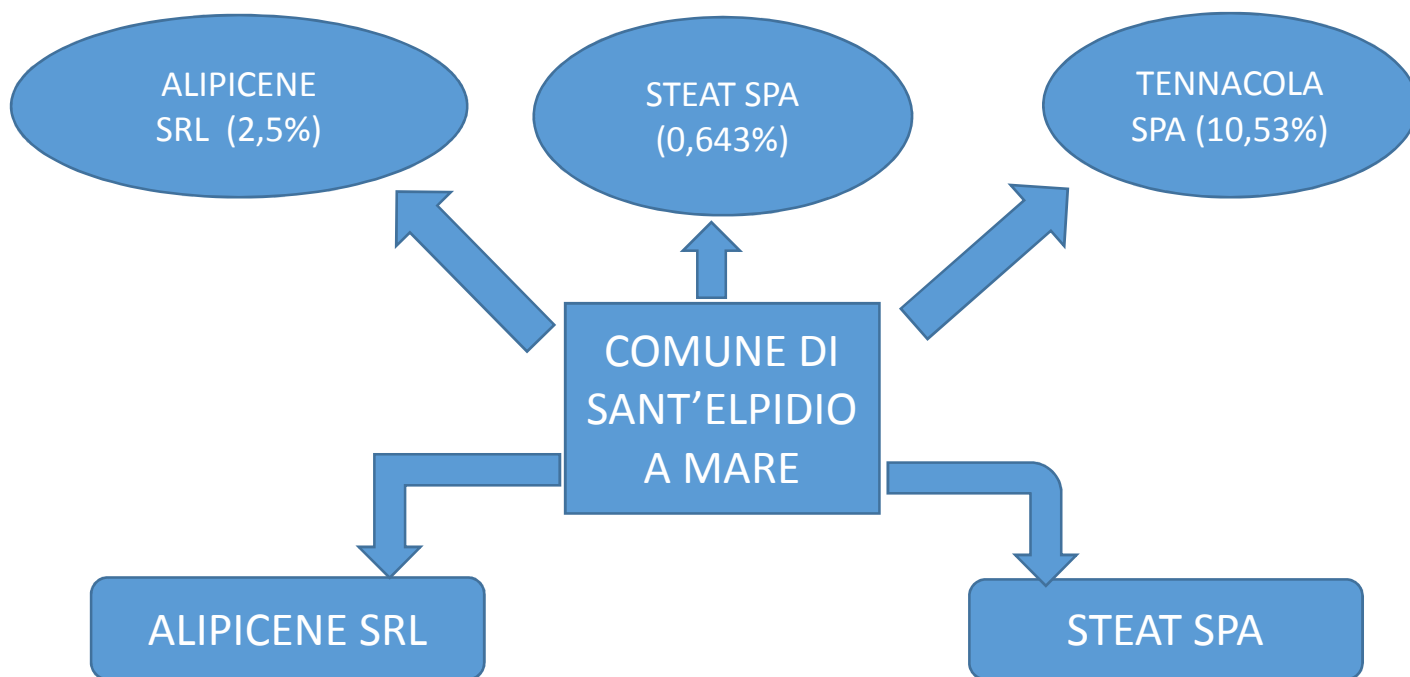 ALIPICENE
SRL (2,5%)
STEAT SPA
(0,643%)
TENNACOLA
SPA (10,53%)
COMUNE DI
SANT’ELPIDIO
A MARE
ALIPICENE SRL
STEAT SPA